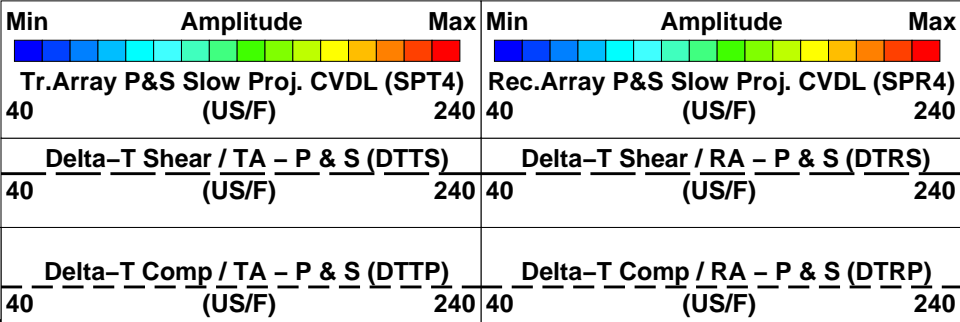 Min Amplitude Max
Tr.Array P&S Slow Proj. CVDL (SPT4)
40 (US/F) 240
Delta−T Shear / TA − P & S (DTTS)
40 (US/F) 240
Delta−T Comp / TA − P & S (DTTP)
40 (US/F) 240
Min Amplitude Max
Rec.Array P&S Slow Proj. CVDL (SPR4)
40 (US/F) 240
Delta−T Shear / RA − P & S (DTRS)
40 (US/F) 240
Delta−T Comp / RA − P & S (DTRP)
40 (US/F) 240